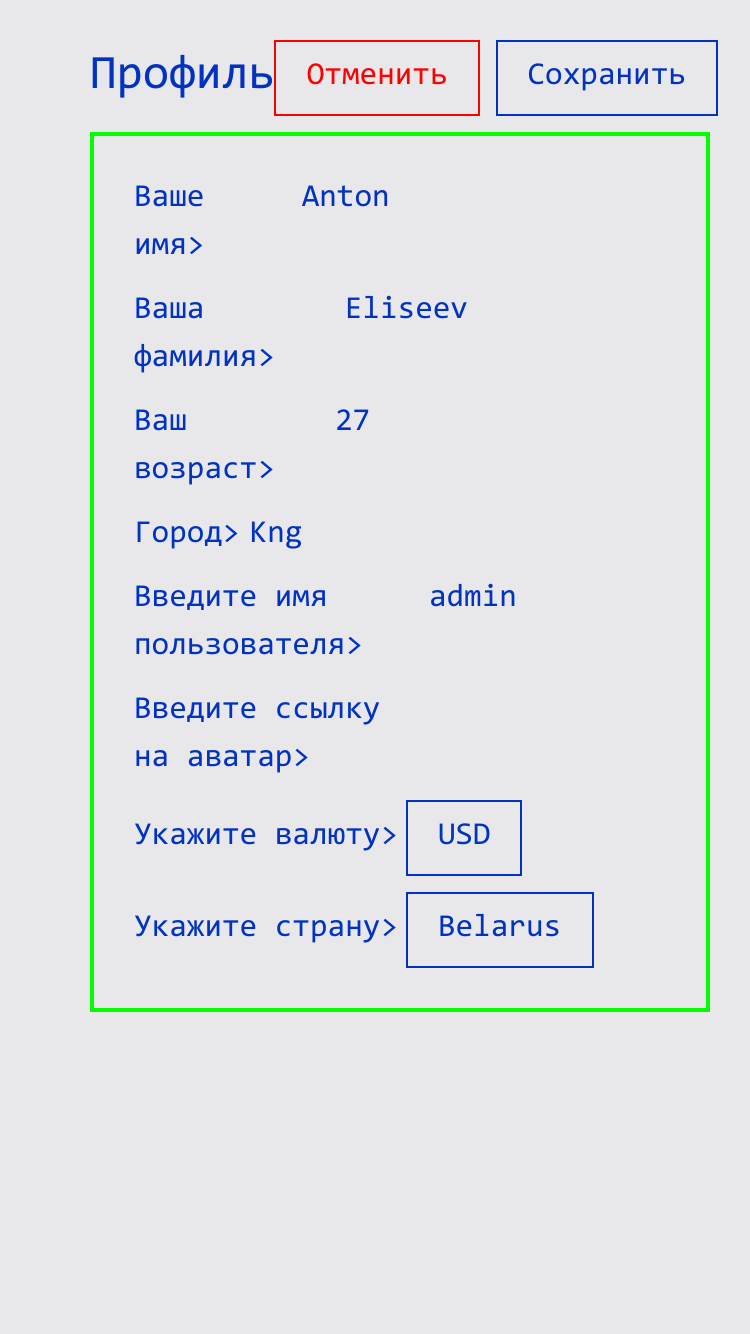 Профиль Отменить Сохранить
Ваше Anton
имя>
Ваша Eliseev
фамилия>
Ваш 27
возраст>
Город> Kng
Введите имя admin
пользователя>
Введите ссылку
на аватар>
Укажите валюту> USD
Укажите страну> Belarus